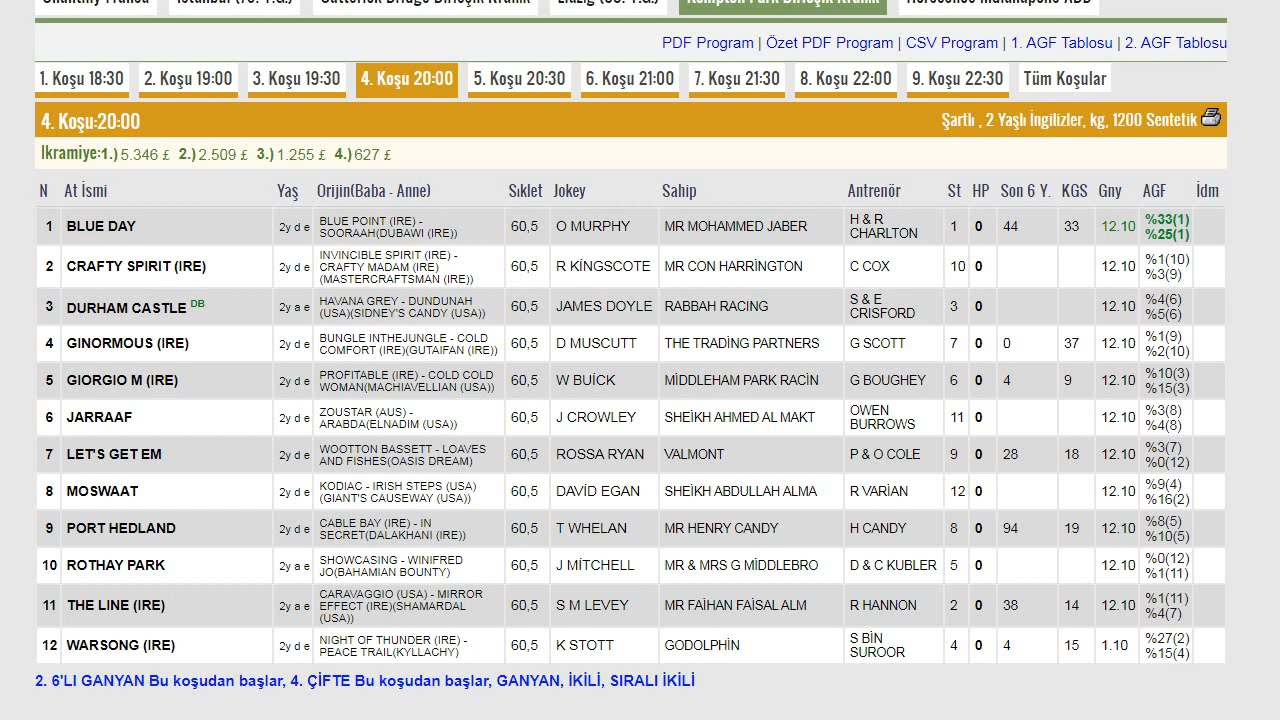 PDF Program | Özet PDF Program | CSV Program | 1. AGF Tablosu | 2. AGF Tablosu
1. Koşu 18:30 2. Koşu 19:00 3. Koşu 19:30 4. Koşu 20:00 5. Koşu 20:30 6. Koşu 21:00 7. Koşu 21:30 8. Koşu 22:00 9. Koşu 22:30 Tüm Koşular
4. Koşu:20:00 Şartlı , 2 Yaşlı İngilizler, kg, 1200 Sentetik
İkramiye:1.) 5.346 £ 2.) 2.509 £ 3.) 1.255 £ 4.) 627 £
N At İsmi Yaş Orijin(Baba - Anne) Sıklet Jokey Sahip Antrenör St HP Son 6 Y. KGS Gny AGF İdm
1 BLUE DAY 2y d e BLUE POINT (IRE) - SOORAAH(DUBAWI (IRE)) 60,5 O MURPHY MR MOHAMMED JABER H & R CHARLTON 1 0 44 33 12.10 %33(1) %25(1)
2 CRAFTY SPIRIT (IRE) 2y d e INVINCIBLE SPIRIT (IRE) - CRAFTY MADAM (IRE)(MASTERCRAFTSMAN (IRE)) 60,5 R KİNGSCOTE MR CON HARRİNGTON C COX 10 0 12.10 %1(10) %3(9)
3 DURHAM CASTLE DB 2y a e HAVANA GREY - DUNDUNAH (USA)(SIDNEY'S CANDY (USA)) 60,5 JAMES DOYLE RABBAH RACING S & E CRISFORD 3 0 12.10 %4(6) %5(6)
4 GINORMOUS (IRE) 2y d e BUNGLE INTHEJUNGLE - COLD COMFORT (IRE)(GUTAIFAN (IRE)) 60,5 D MUSCUTT THE TRADİNG PARTNERS G SCOTT 7 0 0 37 12.10 %1(9) %2(10)
5 GIORGIO M (IRE) 2y d e PROFITABLE (IRE) - COLD COLD WOMAN(MACHIAVELLIAN (USA)) 60,5 W BUİCK MİDDLEHAM PARK RACİN G BOUGHEY 6 0 4 9 12.10 %10(3) %15(3)
6 JARRAAF 2y d e ZOUSTAR (AUS) - ARABDA(ELNADIM (USA)) 60,5 J CROWLEY SHEİKH AHMED AL MAKT OWEN BURROWS 11 0 12.10 %3(8) %4(8)
7 LET'S GET EM 2y d e WOOTTON BASSETT - LOAVES AND FISHES(OASIS DREAM) 60,5 ROSSA RYAN VALMONT P & O COLE 9 0 28 18 12.10 %3(7) %0(12)
8 MOSWAAT 2y d e KODIAC - IRISH STEPS (USA)(GIANT'S CAUSEWAY (USA)) 60,5 DAVİD EGAN SHEİKH ABDULLAH ALMA R VARİAN 12 0 12.10 %9(4) %16(2)
9 PORT HEDLAND 2y d e CABLE BAY (IRE) - IN SECRET(DALAKHANI (IRE)) 60,5 T WHELAN MR HENRY CANDY H CANDY 8 0 94 19 12.10 %8(5) %10(5)
10 ROTHAY PARK 2y a e SHOWCASING - WINIFRED JO(BAHAMIAN BOUNTY) 60,5 J MİTCHELL MR & MRS G MİDDLEBRO D & C KUBLER 5 0 12.10 %0(12) %1(11)
11 THE LINE (IRE) 2y a e CARAVAGGIO (USA) - MIRROR EFFECT (IRE)(SHAMARDAL (USA)) 60,5 S M LEVEY MR FAİHAN FAİSAL ALM R HANNON 2 0 38 14 12.10 %1(11) %4(7)
12 WARSONG (IRE) 2y d e NIGHT OF THUNDER (IRE) - PEACE TRAIL(KYLLACHY) 60,5 K STOTT GODOLPHİN S BİN SUROOR 4 0 4 15 1.10 %27(2) %15(4)
2. 6'LI GANYAN Bu koşudan başlar, 4. ÇİFTE Bu koşudan başlar, GANYAN, İKİLİ, SIRALI İKİLİ